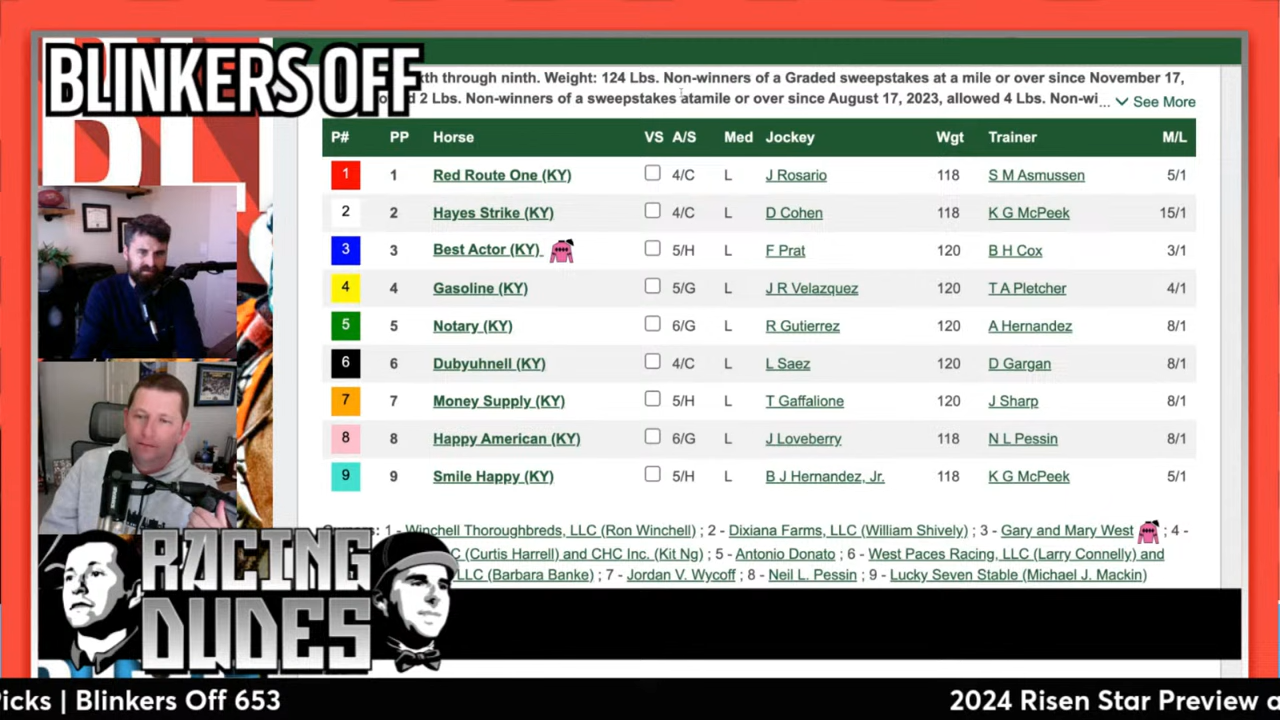 BLINKERS OFF
xth through ninth. Weight: 124 Lbs. Non-winners of a Graded sweepstakes at a mile or over since November 17,
d 2 Lbs. Non-winners of a sweepstakes atamile or over since August 17, 2023, allowed 4 Lbs. Non-wi... See More
P# PP Horse VS A/S Med Jockey Wgt Trainer M/L
1 1 Red Route One (KY) 4/C L J Rosario 118 S M Asmussen 5/1
2 2 Hayes Strike (KY) 4/C L D Cohen 118 K G McPeek 15/1
3 3 Best Actor (KY) 5/H L F Prat 120 B H Cox 3/1
4 4 Gasoline (KY) 5/G L J R Velazquez 120 T A Pletcher 4/1
5 5 Notary (KY) 6/G L R Gutierrez 120 A Hernandez 8/1
6 6 Dubyuhnell (KY) 4/C L L Saez 120 D Gargan 8/1
7 7 Money Supply (KY) 5/H L T Gaffalione 120 J Sharp 8/1
8 8 Happy American (KY) 6/G L J Loveberry 118 N L Pessin 8/1
9 9 Smile Happy (KY) 5/H L B J Hernandez, Jr. 118 K G McPeek 5/1
: 1 - Winchell Thoroughbreds, LLC (Ron Winchell) ; 2 - Dixiana Farms, LLC (William Shively) ; 3 - Gary and Mary West ; 4 -
C (Curtis Harrell) and CHC Inc. (Kit Ng) ; 5 - Antonio Donato ; 6 - West Paces Racing, LLC (Larry Connelly) and
LLC (Barbara Banke) ; 7 - Jordan V. Wycoff ; 8 - Neil L. Pessin ; 9 - Lucky Seven Stable (Michael J. Mackin)
RACING
DUDES
Picks | Blinkers Off 653 2024 Risen Star Preview a